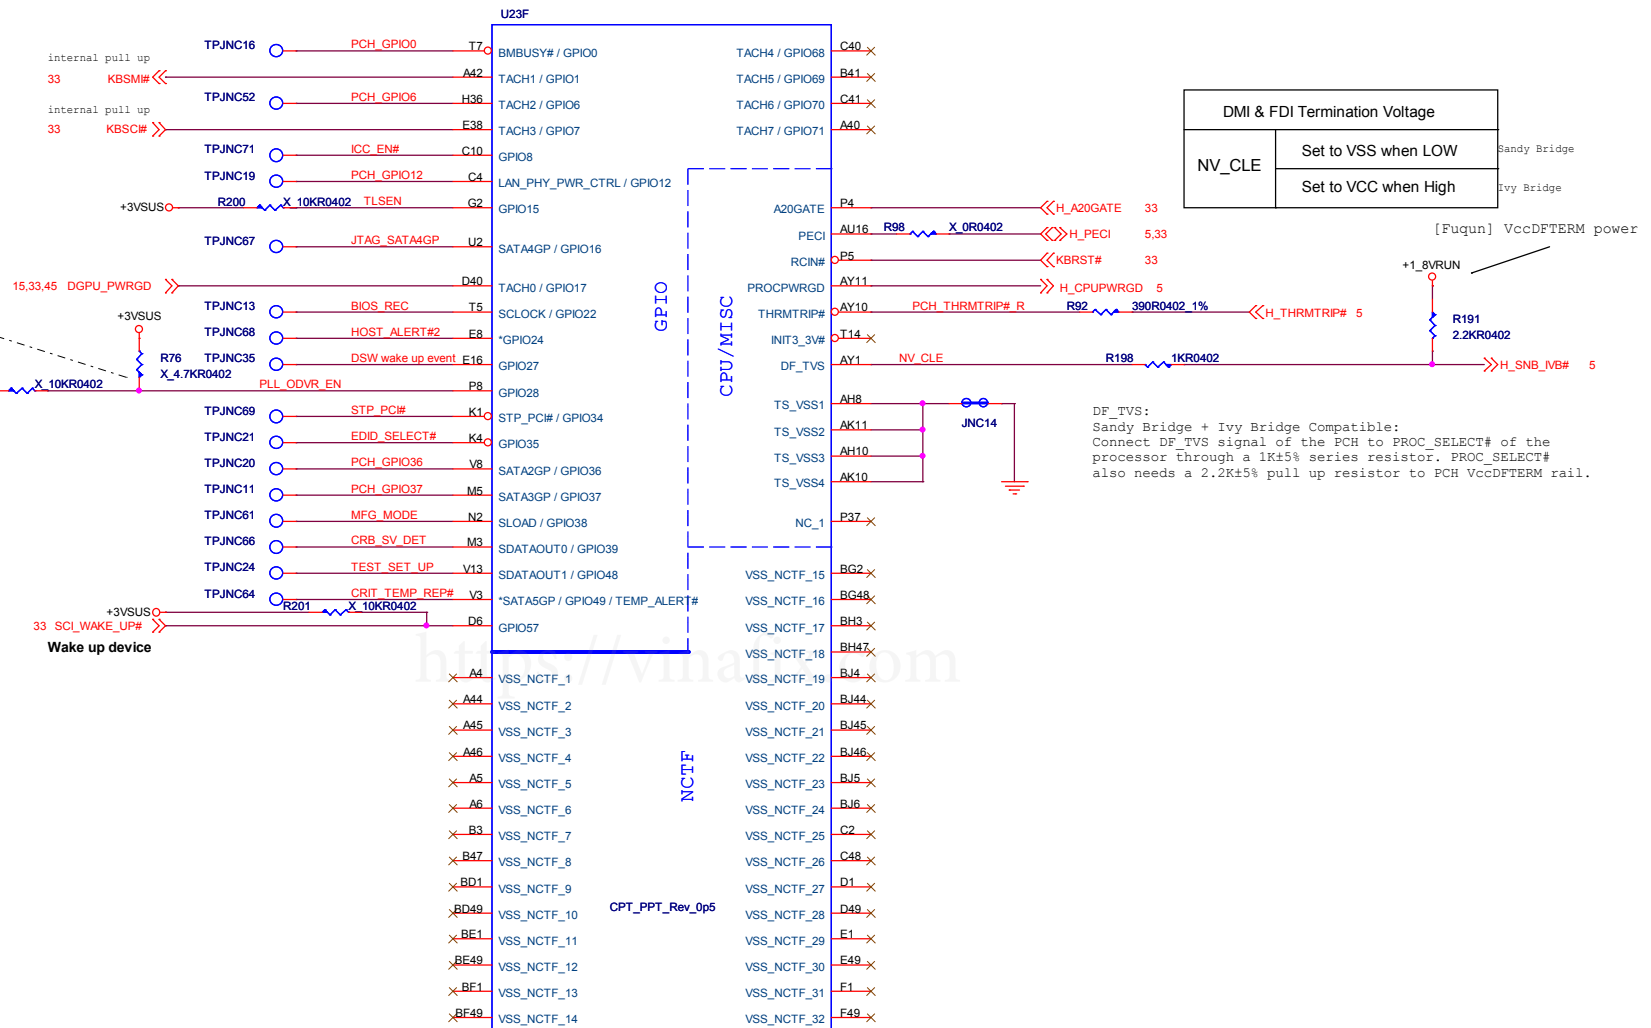 U23F
TPJNC16 PCH_GPIO0 T7 BMBUSY# / GPIO0
internal pull up
33 KBSMI# A42 TACH1 / GPIO1
TPJNC52 PCH_GPIO6 H36 TACH2 / GPIO6
internal pull up
33 KBSCI# E38 TACH3 / GPIO7
TPJNC71 ICC_EN# C10 GPIO8
TPJNC19 PCH_GPIO12 C4 LAN_PHY_PWR_CTRL / GPIO12
+3VSUS R200 X_10KR0402 TLSEN G2 GPIO15
TPJNC67 JTAG_SATA4GP U2 SATA4GP / GPIO16
15,33,45 DGPU_PWRGD D40 TACH0 / GPIO17
TPJNC13 BIOS_REC T5 SCLOCK / GPIO22
+3VSUS
TPJNC68 HOST_ALERT#2 E8 *GPIO24
R76
X_4.7KR0402
TPJNC35 DSW wake up event E16 GPIO27
X_10KR0402 PLL_ODVR_EN P8 GPIO28
TPJNC69 STP_PCI# K1 STP_PCI# / GPIO34
TPJNC21 EDID_SELECT# K4 GPIO35
TPJNC20 PCH_GPIO36 V8 SATA2GP / GPIO36
TPJNC11 PCH_GPIO37 M5 SATA3GP / GPIO37
TPJNC61 MFG_MODE N2 SLOAD / GPIO38
TPJNC66 CRB_SV_DET M3 SDATAOUT0 / GPIO39
TPJNC24 TEST_SET_UP V13 SDATAOUT1 / GPIO48
TPJNC64 CRIT_TEMP_REP# V3 *SATA5GP / GPIO49 / TEMP_ALERT#
+3VSUS R201 X_10KR0402
33 SCI_WAKE_UP# D6 GPIO57
Wake up device
GPIO
CPU/MISC
NCTF
TACH4 / GPIO68 C40
TACH5 / GPIO69 B41
TACH6 / GPIO70 C41
TACH7 / GPIO71 A40
A20GATE P4 H_A20GATE 33
PECI AU16 R98 X_0R0402 H_PECI 5,33
RCIN# P5 KBRST# 33
PROCPWRGD AY11 H_CPUPWRGD 5
THRMTRIP# AY10 PCH_THRMTRIP#_R R92 390R0402_1% H_THRMTRIP# 5
INIT3_3V# T14
DF_TVS AY1 NV_CLE R198 1KR0402 H_SNB_IVB# 5
TS_VSS1 AH8
JNC14
TS_VSS2 AK11
TS_VSS3 AH10
TS_VSS4 AK10
NC_1 P37
DMI & FDI Termination Voltage
NV_CLE
Set to VSS when LOW Sandy Bridge
Set to VCC when High Ivy Bridge
[Fuqun] VccDFTERM power
+1_8VRUN
R191
2.2KR0402
DF_TVS:
Sandy Bridge + Ivy Bridge Compatible:
Connect DF_TVS signal of the PCH to PROC_SELECT# of the
processor through a 1K±5% series resistor. PROC_SELECT#
also needs a 2.2K±5% pull up resistor to PCH VccDFTERM rail.
VSS_NCTF_15 BG2
VSS_NCTF_16 BG48
VSS_NCTF_17 BH3
VSS_NCTF_18 BH47
https://vinafix.com
A4 VSS_NCTF_1 VSS_NCTF_19 BJ4
A44 VSS_NCTF_2 VSS_NCTF_20 BJ44
A45 VSS_NCTF_3 VSS_NCTF_21 BJ45
A46 VSS_NCTF_4 VSS_NCTF_22 BJ46
A5 VSS_NCTF_5 VSS_NCTF_23 BJ5
A6 VSS_NCTF_6 VSS_NCTF_24 BJ6
B3 VSS_NCTF_7 VSS_NCTF_25 C2
B47 VSS_NCTF_8 VSS_NCTF_26 C48
BD1 VSS_NCTF_9 VSS_NCTF_27 D1
CPT_PPT_Rev_0p5
BD49 VSS_NCTF_10 VSS_NCTF_28 D49
BE1 VSS_NCTF_11 VSS_NCTF_29 E1
BE49 VSS_NCTF_12 VSS_NCTF_30 E49
BF1 VSS_NCTF_13 VSS_NCTF_31 F1
BF49 VSS_NCTF_14 VSS_NCTF_32 F49